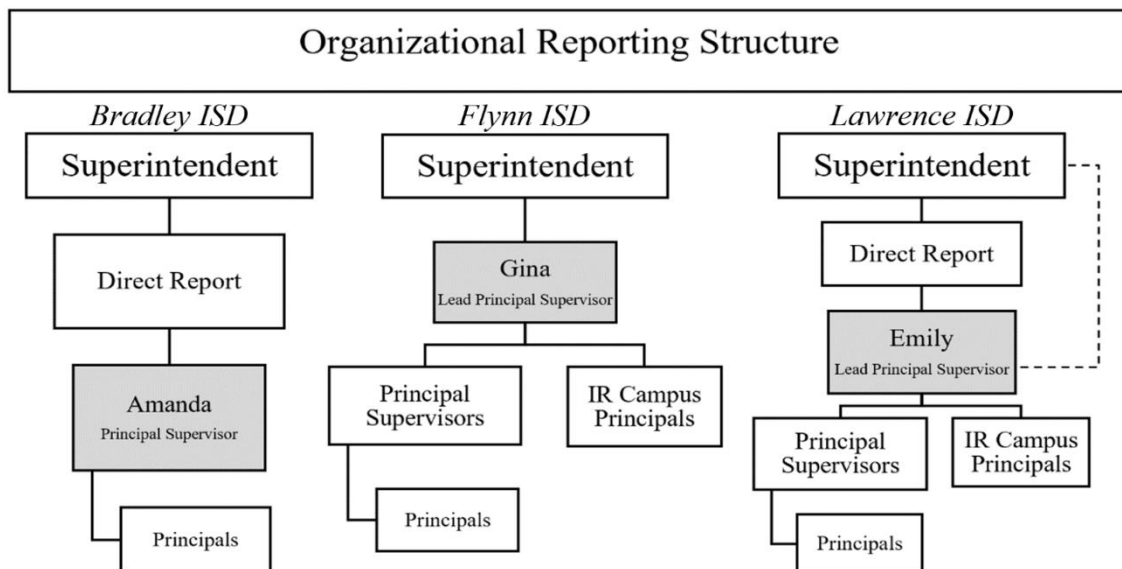 Organizational Reporting Structure
Bradley ISD
Superintendent
Direct Report
Amanda
Principal Supervisor
Principals
Flynn ISD
Superintendent
Gina
Lead Principal Supervisor
Principal
Supervisors
IR Campus
Principals
Principals
Lawrence ISD
Superintendent
Direct Report
Emily
Lead Principal Supervisor
Principal
Supervisors
IR Campus
Principals
Principals